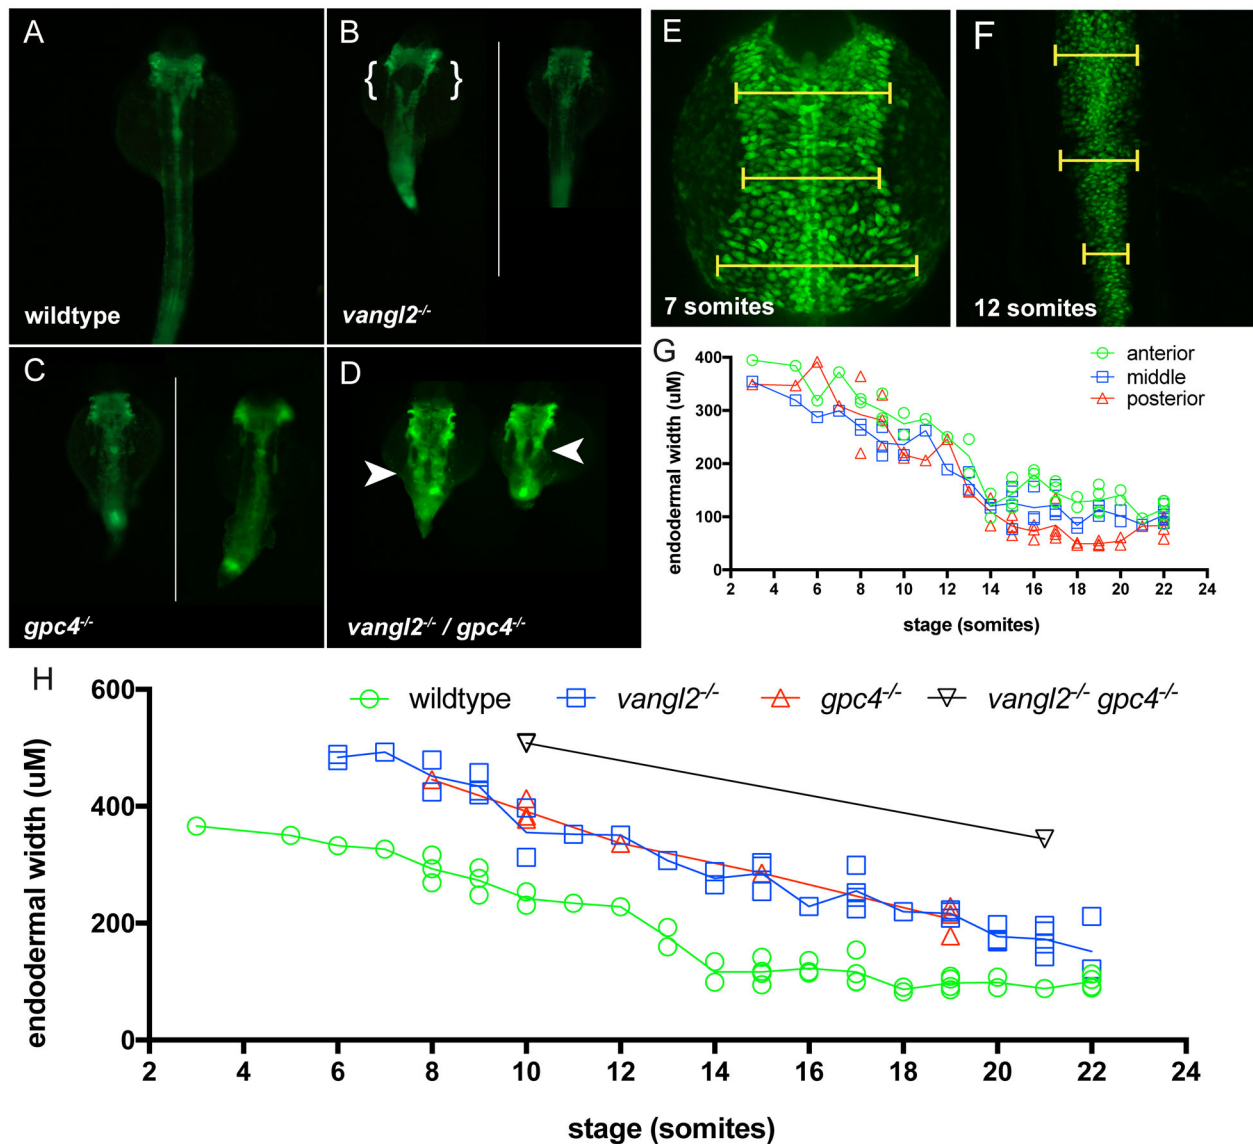 A
wildtype
B
{ }
vangl2-/-
C
gpc4-/-
D
vangl2-/- / gpc4-/-
E
7 somites
F
12 somites
G
anterior
middle
posterior
endodermal width (uM)
400
300
200
100
0
2 4 6 8 10 12 14 16 18 20 22 24
stage (somites)
H
wildtype vangl2-/- gpc4-/- vangl2-/- gpc4-/-
endodermal width (uM)
600
400
200
0
2 4 6 8 10 12 14 16 18 20 22 24
stage (somites)